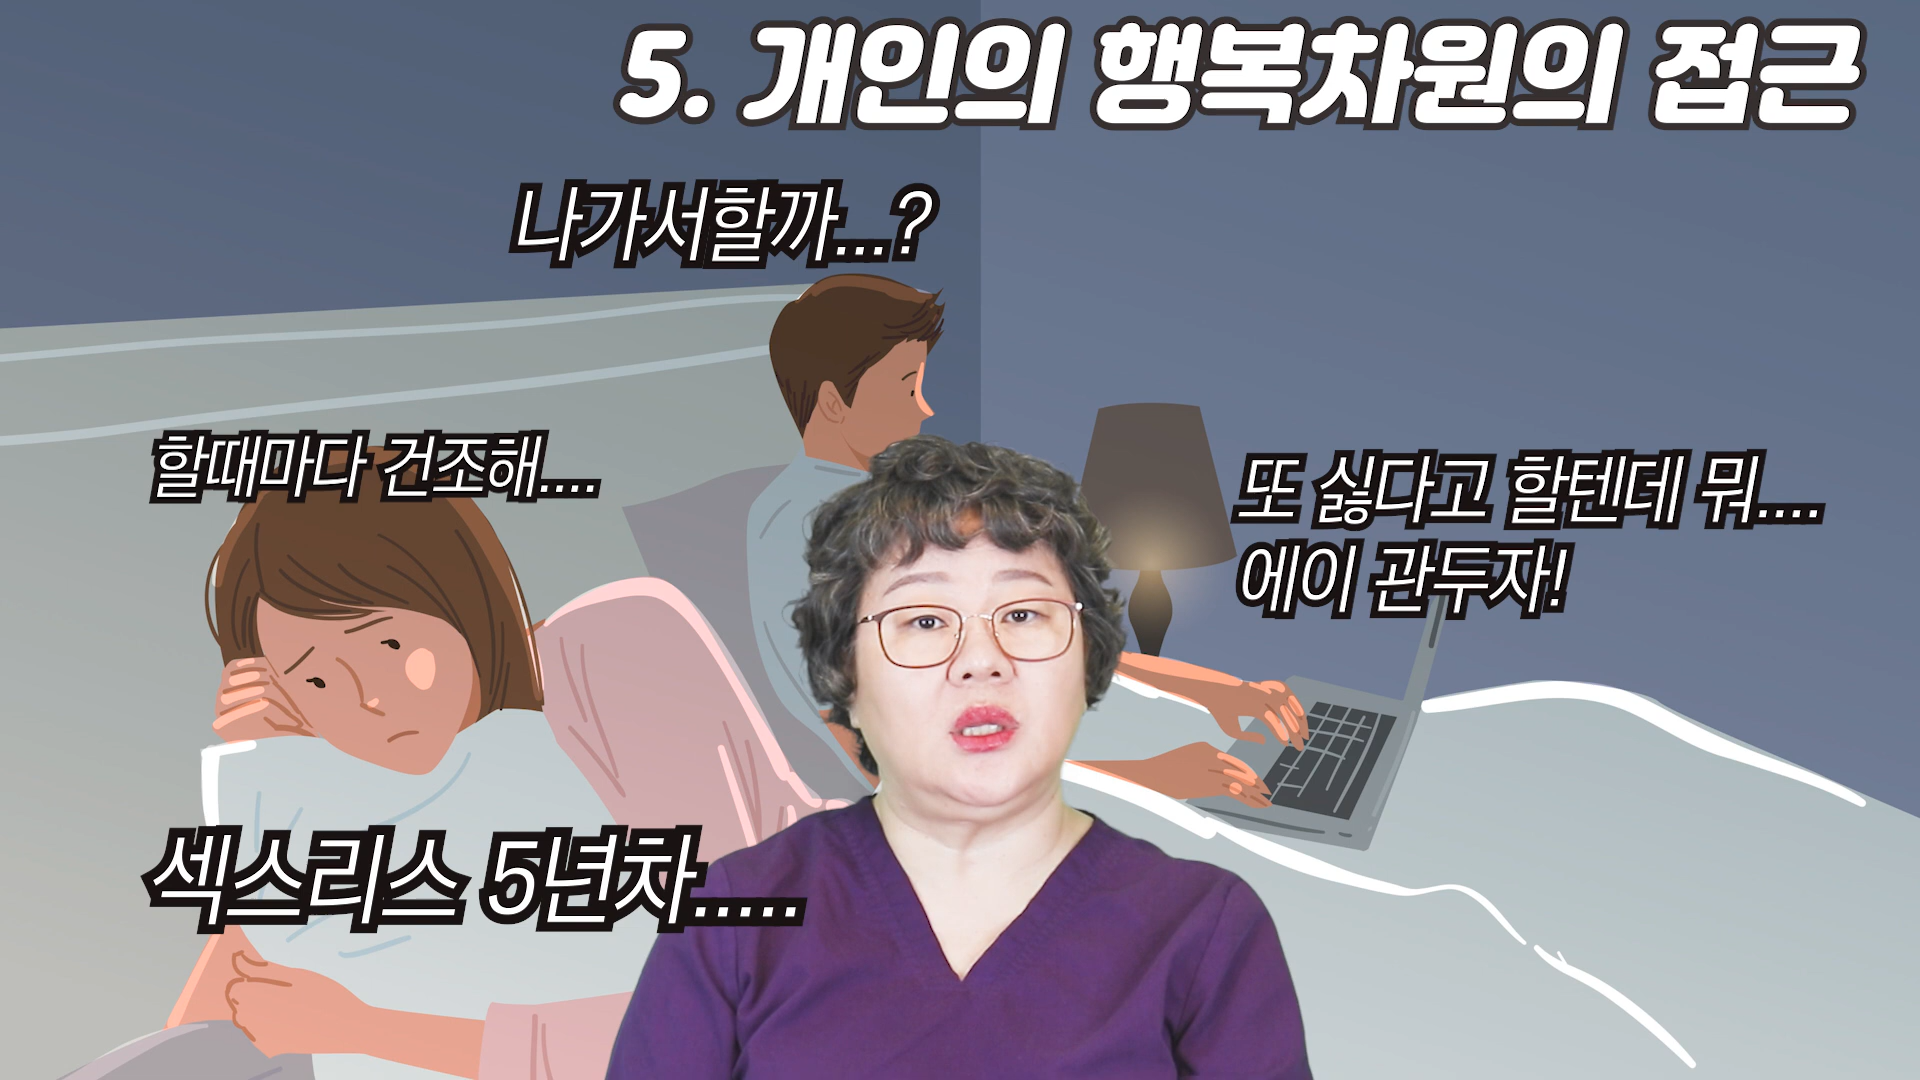 5. 개인의 행복차원의 접근
나가서할까...?
할때마다 건조해....
또 싫다고 할텐데 뭐....
에이 관두자!
섹스리스 5년차.....